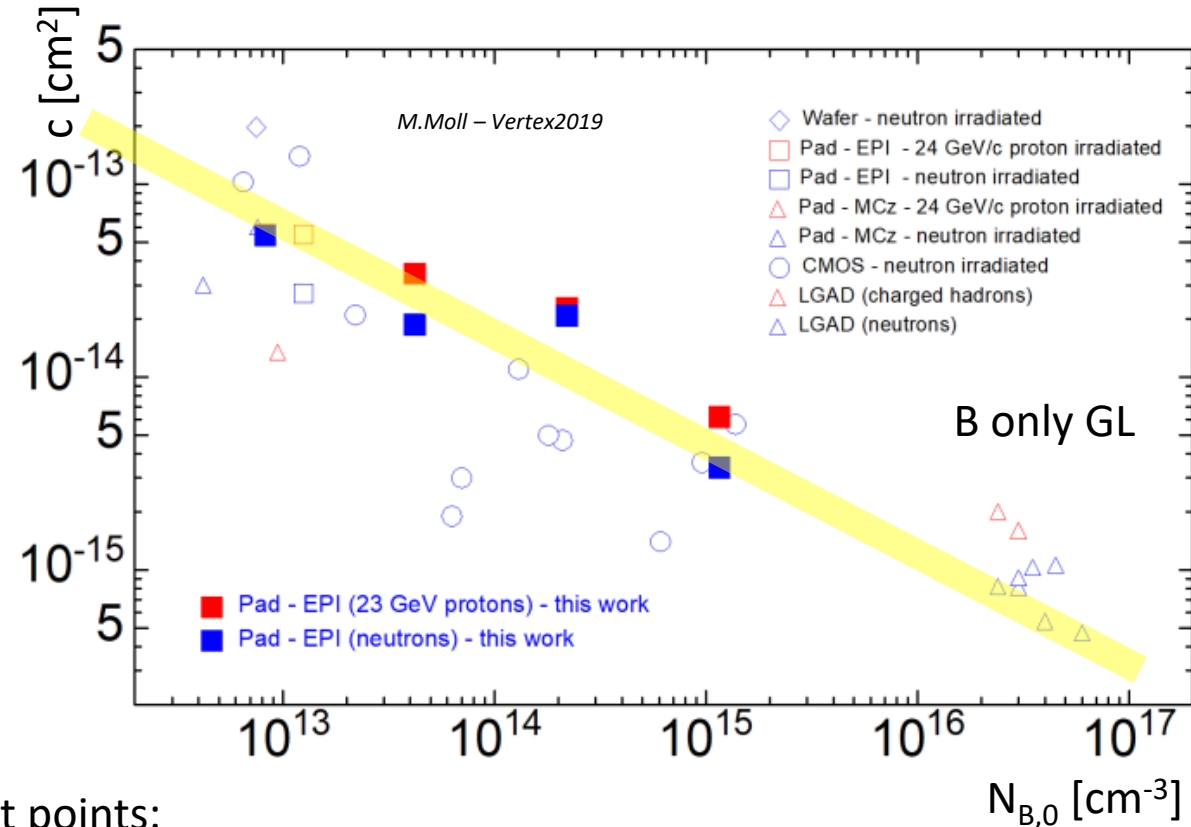 c [cm²]
5
10⁻¹³
5
10⁻¹⁴
5
10⁻¹⁵
5
M.Moll – Vertex2019
Wafer - neutron irradiated
Pad - EPI - 24 GeV/c proton irradiated
Pad - EPI - neutron irradiated
Pad - MCz - 24 GeV/c proton irradiated
Pad - MCz - neutron irradiated
CMOS - neutron irradiated
LGAD (charged hadrons)
LGAD (neutrons)
B only GL
Pad - EPI (23 GeV protons) - this work
Pad - EPI (neutrons) - this work
10¹³ 10¹⁴ 10¹⁵ 10¹⁶ 10¹⁷
N_B,0 [cm⁻³]
t points: